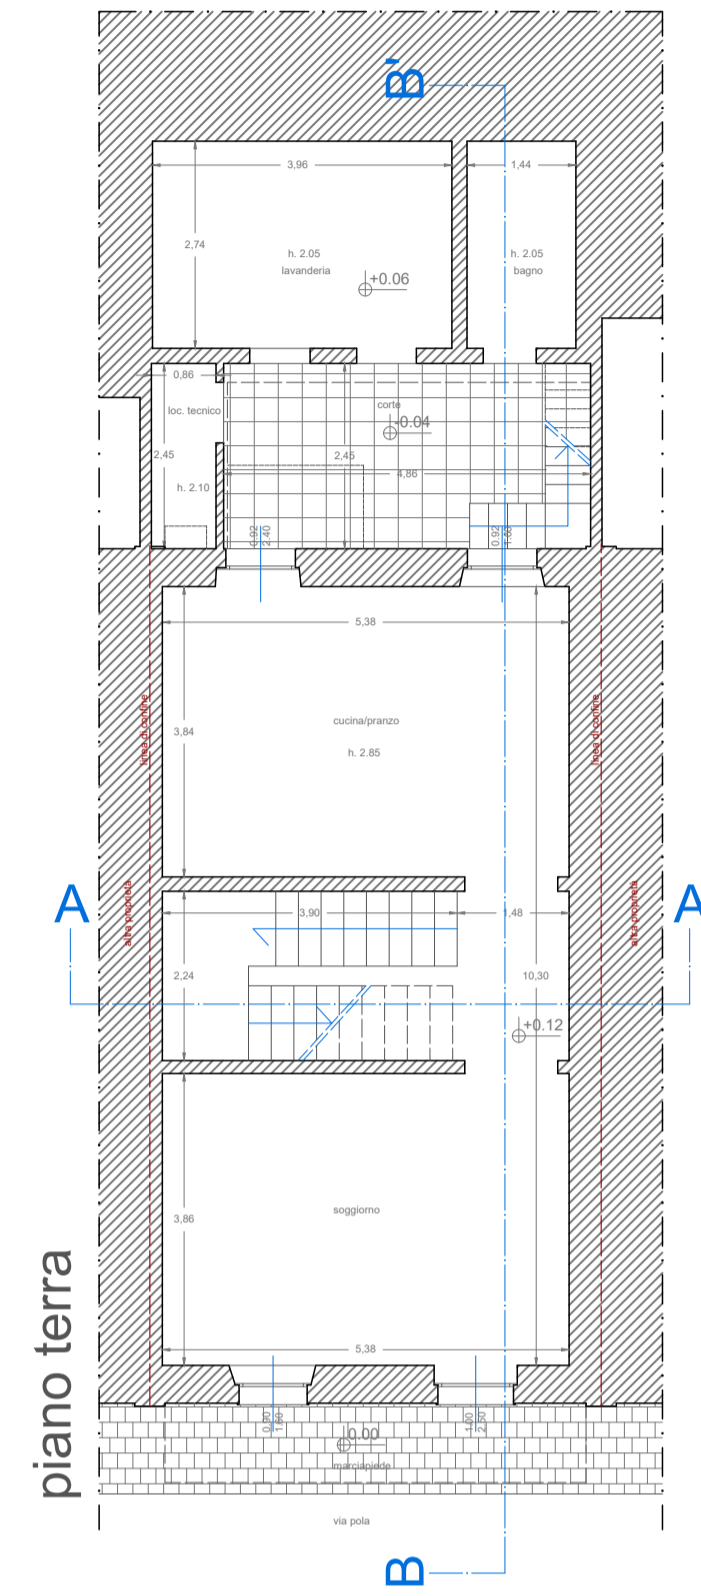 B'
3,96
1,44
2,74
h. 2.05
lavanderia
h. 2.05
bagno
+0.06
0,86
loc. tecnico
corte
-0.04
2,45
2,45
4,86
h. 2.10
0.92
2.40
0.92
5,38
linea di confine
linea di confine
cucina/pranzo
3,84
h. 2.85
altra proprietà
altra proprietà
A
A
3,90
1,48
2,24
10,30
+0.12
3,86
soggiorno
piano terra
5,38
0.90
1.60
1.00
2.50
0.00
marciapiede
via pola
B